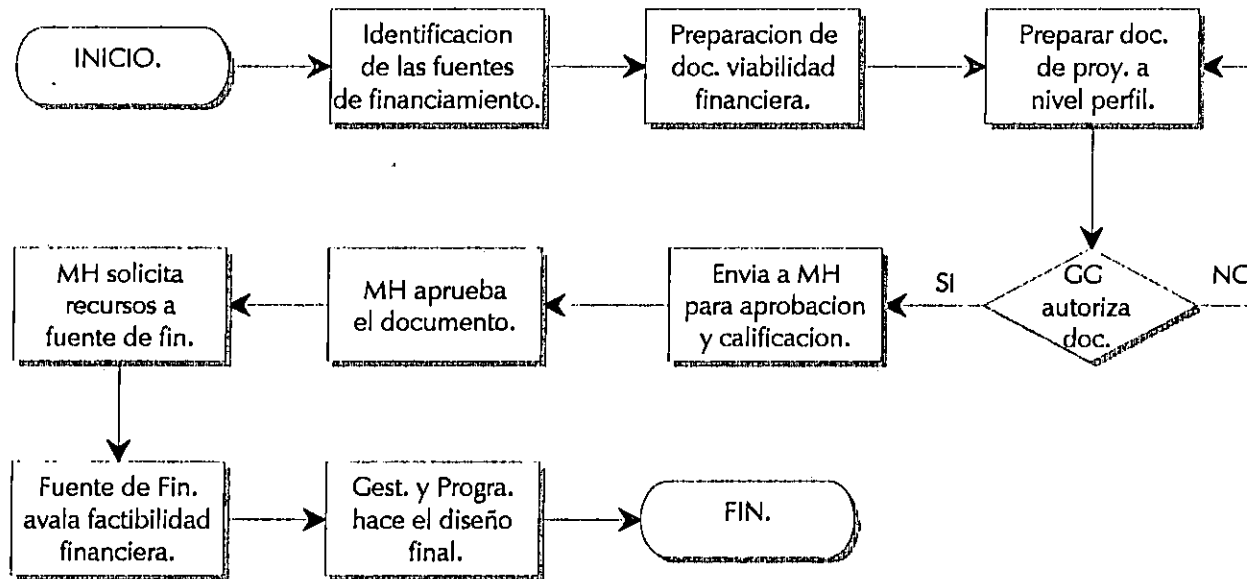 INICIO.
Identificacion
de las fuentes
de financiamiento.
Preparacion de
doc. viabilidad
financiera.
Preparar doc.
de proy. a
nivel perfil.
GG
autoriza
doc.
SI
NO
Envia a MH
para aprobacion
y calificacion.
MH aprueba
el documento.
MH solicita
recursos a
fuente de fin.
Fuente de Fin.
avala factibilidad
financiera.
Gest. y Progra.
hace el diseño
final.
FIN.